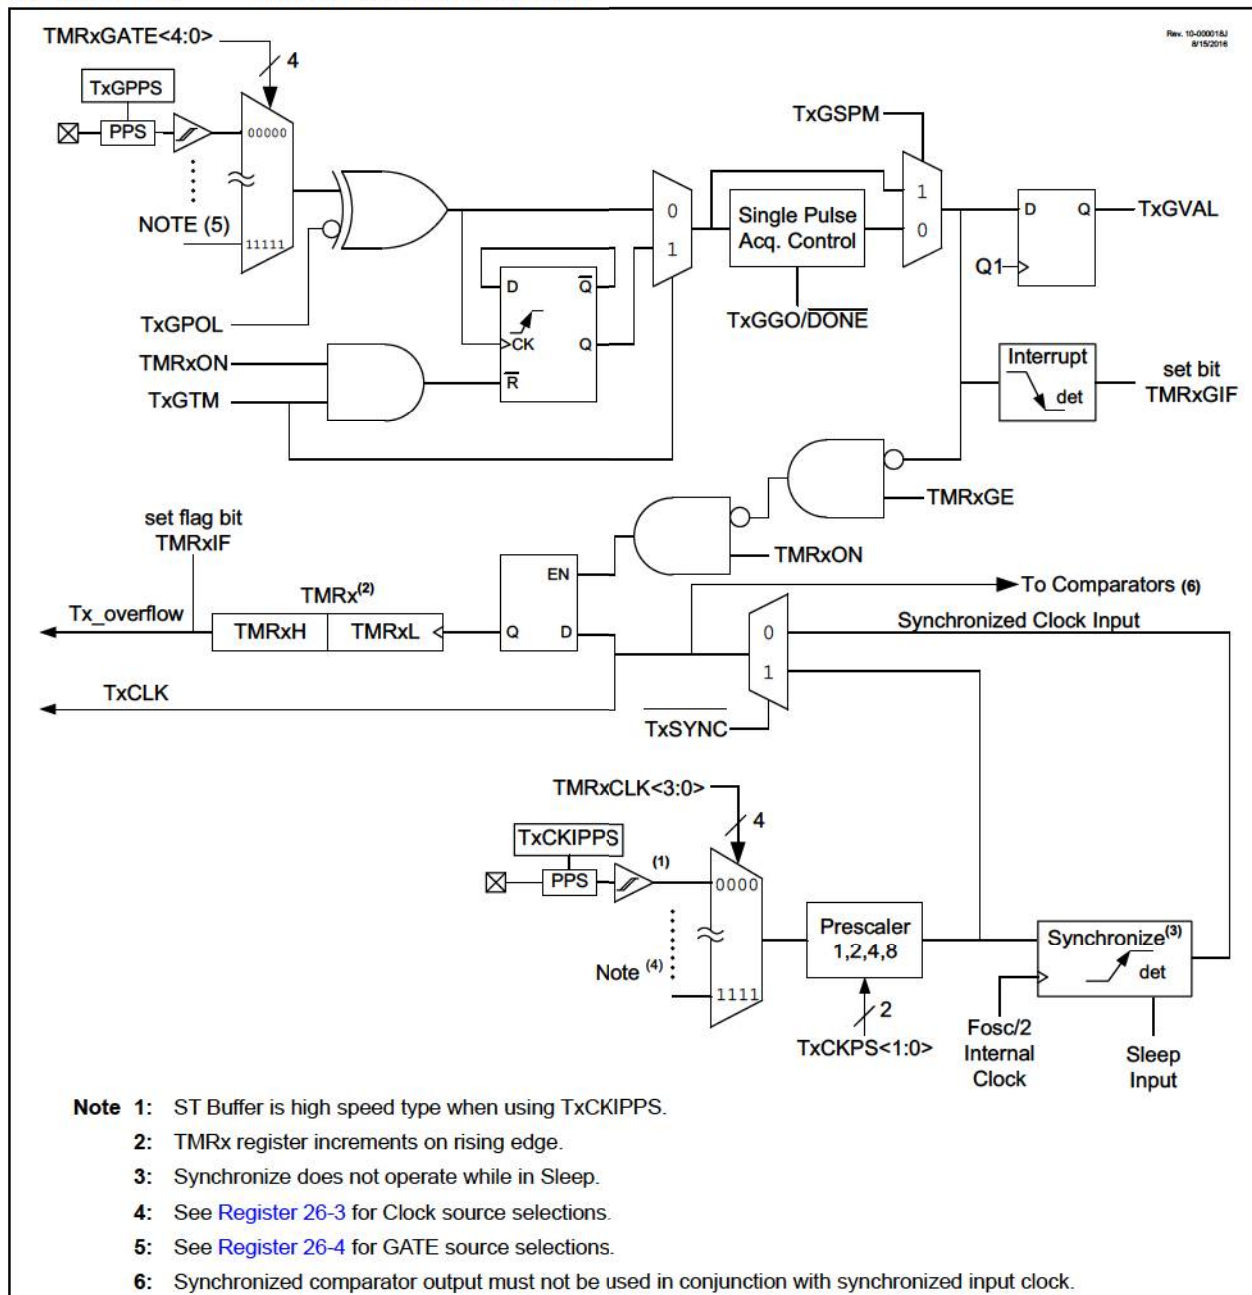 Rev. 10-000018J
8/15/2016
TMRxGATE<4:0>
4
TxGPPS
PPS
00000
NOTE (5)
11111
TxGPOL
TMRxON
TxGTM
D
Q
CK
Q
R
0
1
TxGSPM
Single Pulse
Acq. Control
TxGGO/DONE
1
0
D
Q
Q1
TxGVAL
Interrupt
det
set bit
TMRxGIF
TMRxGE
TMRxON
set flag bit
TMRxIF
Tx_overflow
TMRx(2)
TMRxH
TMRxL
EN
Q
D
To Comparators (6)
Synchronized Clock Input
0
1
TxCLK
TxSYNC
TMRxCLK<3:0>
4
TxCKIPPS
PPS
(1)
0000
Note (4)
1111
Prescaler
1,2,4,8
2
TxCKPS<1:0>
Synchronize(3)
det
Fosc/2
Internal
Clock
Sleep
Input
Note 1: ST Buffer is high speed type when using TxCKIPPS.
2: TMRx register increments on rising edge.
3: Synchronize does not operate while in Sleep.
4: See Register 26-3 for Clock source selections.
5: See Register 26-4 for GATE source selections.
6: Synchronized comparator output must not be used in conjunction with synchronized input clock.